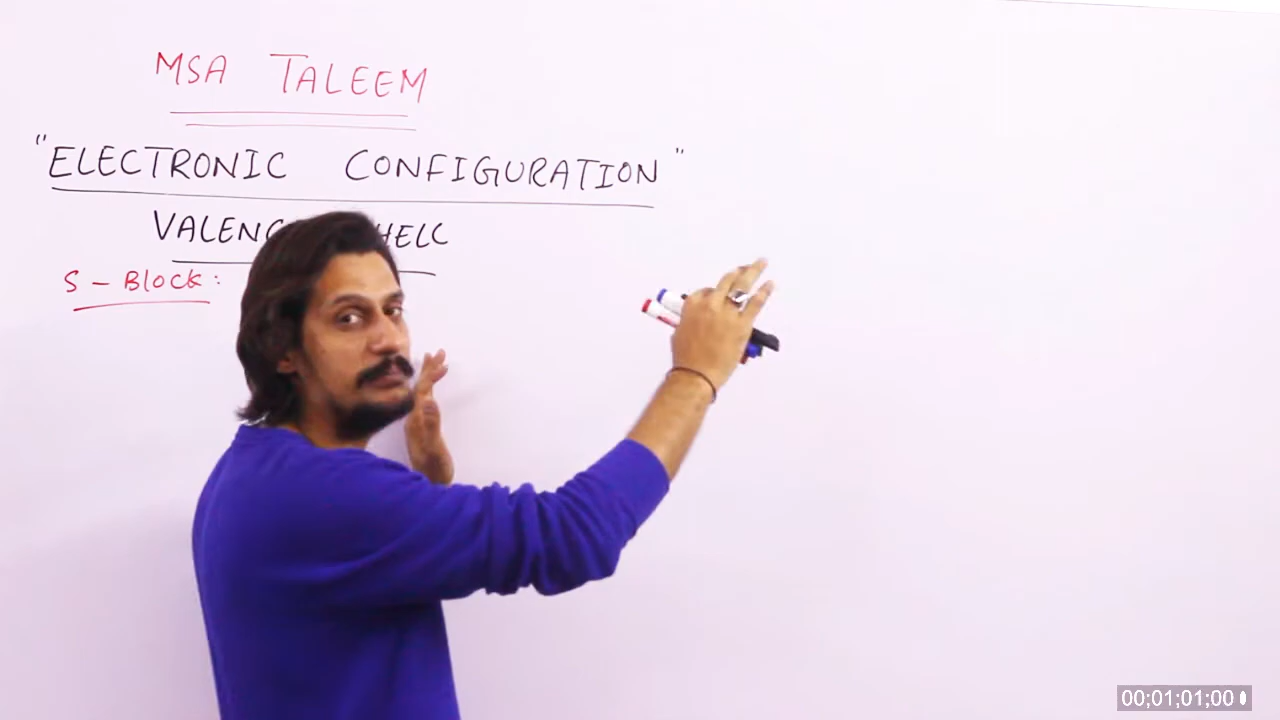 MSA TALEEM
"ELECTRONIC CONFIGURATION"
S - BLOCK:
00;01;01;00